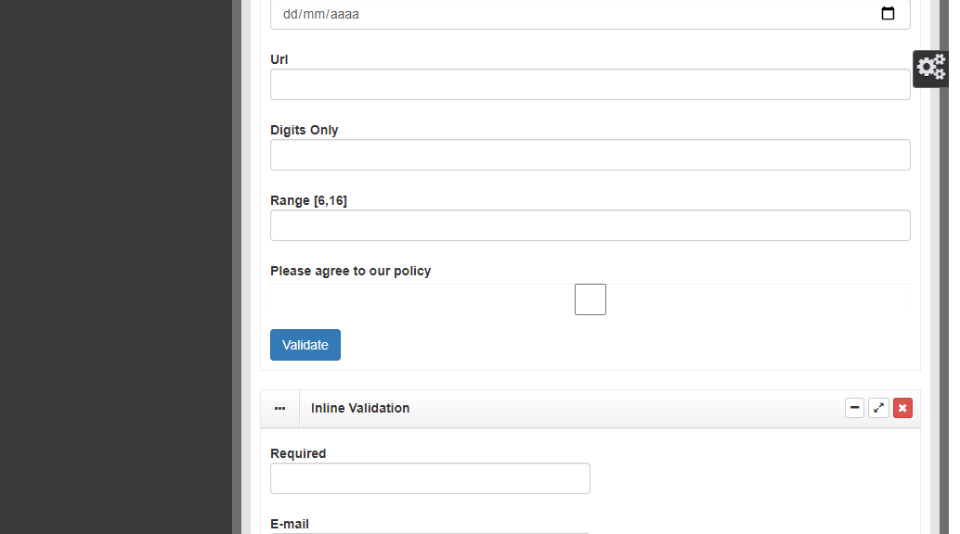 dd/mm/aaaa
Url
Digits Only
Range [6,16]
Please agree to our policy
Validate
Inline Validation
Required
E-mail